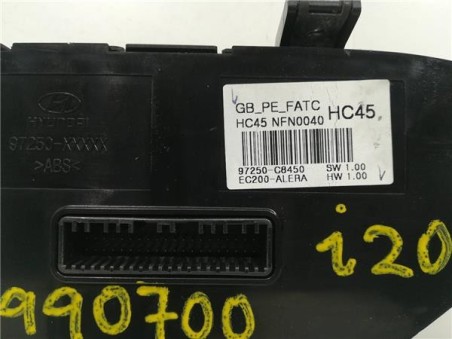 HYUNDAI
97250-XXXXX
>ABS<
GB_PE_FATC
HC45 NFN0040 HC45
97250-C8450 SW 1.00
EC200-ALERA HW 1.00
i20
990700